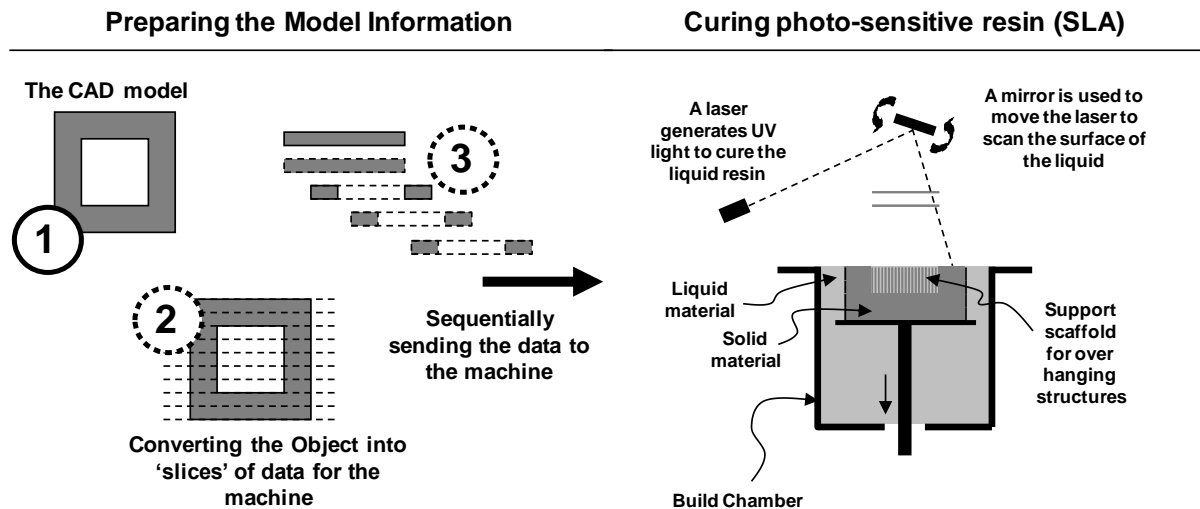 Preparing the Model Information
Curing photo-sensitive resin (SLA)
The CAD model
1
2
3
Converting the Object into
‘slices’ of data for the
machine
Sequentially
sending the data to
the machine
A laser
generates UV
light to cure the
liquid resin
A mirror is used to
move the laser to
scan the surface of
the liquid
Liquid
material
Solid
material
Support
scaffold
for over
hanging
structures
Build Chamber